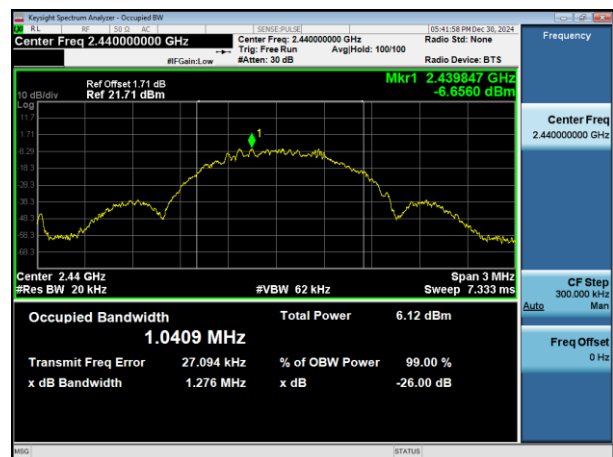 Keysight Spectrum Analyzer - Occupied BW
RL RF 50 Ω AC SENSE:PULSE 05:41:58 PM Dec 30, 2024
Center Freq 2.440000000 GHz
Center Freq: 2.440000000 GHz
Radio Std: None
Trig: Free Run Avg|Hold: 100/100
#IFGain:Low #Atten: 30 dB Radio Device: BTS
Ref Offset 1.71 dB
10 dB/div Ref 21.71 dBm
Mkr1 2.439847 GHz
-6.6560 dBm
Log
11.7
1.71
-8.29
-18.3
-28.3
-38.3
-48.3
-58.3
-68.3
1
Center 2.44 GHz Span 3 MHz
#Res BW 20 kHz #VBW 62 kHz Sweep 7.333 ms
Occupied Bandwidth Total Power 6.12 dBm
1.0409 MHz
Transmit Freq Error 27.094 kHz % of OBW Power 99.00 %
x dB Bandwidth 1.276 MHz x dB -26.00 dB
MSG STATUS
Frequency
Center Freq
2.440000000 GHz
CF Step
300.000 kHz
Auto Man
Freq Offset
0 Hz